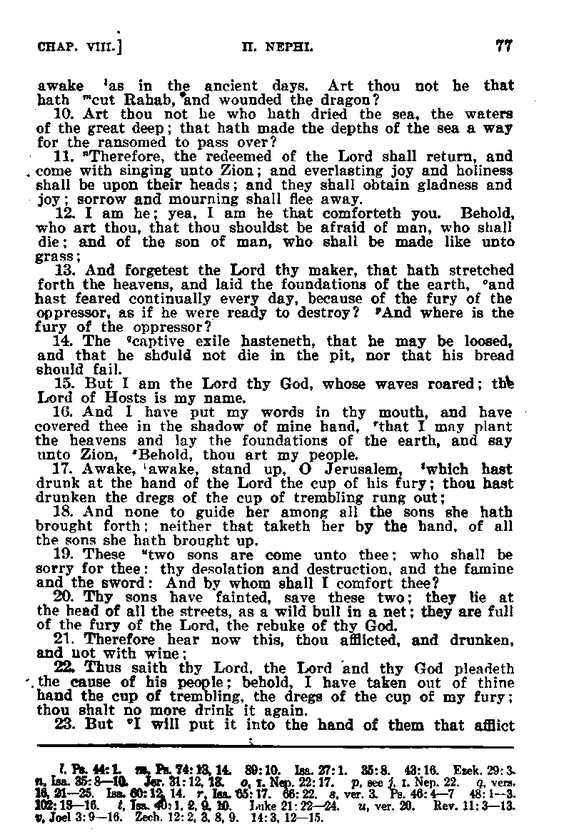 CHAP. VIII.] II. NEPHI. 77
awake ˡas in the ancient days. Art thou not he that
hath ᵐcut Rahab, and wounded the dragon?
10. Art thou not he who hath dried the sea, the waters
of the great deep; that hath made the depths of the sea a way
for the ransomed to pass over?
11. ⁿTherefore, the redeemed of the Lord shall return, and
come with singing unto Zion; and everlasting joy and holiness
shall be upon their heads; and they shall obtain gladness and
joy; sorrow and mourning shall flee away.
12. I am he; yea, I am he that comforteth you. Behold,
who art thou, that thou shouldst be afraid of man, who shall
die; and of the son of man, who shall be made like unto
grass;
13. And forgetest the Lord thy maker, that hath stretched
forth the heavens, and laid the foundations of the earth, ᵒand
hast feared continually every day, because of the fury of the
oppressor, as if he were ready to destroy? ᵖAnd where is the
fury of the oppressor?
14. The qcaptive exile hasteneth, that he may be loosed,
and that he should not die in the pit, nor that his bread
should fail.
15. But I am the Lord thy God, whose waves roared; the
Lord of Hosts is my name.
16. And I have put my words in thy mouth, and have
covered thee in the shadow of mine hand, ʳthat I may plant
the heavens and lay the foundations of the earth, and say
unto Zion, ˢBehold, thou art my people.
17. Awake, awake, stand up, O Jerusalem, ᵗwhich hast
drunk at the hand of the Lord the cup of his fury; thou hast
drunken the dregs of the cup of trembling rung out;
18. And none to guide her among all the sons she hath
brought forth; neither that taketh her by the hand, of all
the sons she hath brought up.
19. These ᵘtwo sons are come unto thee; who shall be
sorry for thee: thy desolation and destruction, and the famine
and the sword: And by whom shall I comfort thee?
20. Thy sons have fainted, save these two; they lie at
the head of all the streets, as a wild bull in a net; they are full
of the fury of the Lord, the rebuke of thy God.
21. Therefore hear now this, thou afflicted, and drunken,
and not with wine;
22. Thus saith thy Lord, the Lord and thy God pleadeth
the cause of his people; behold, I have taken out of thine
hand the cup of trembling, the dregs of the cup of my fury;
thou shalt no more drink it again.
23. But ᵛI will put it into the hand of them that afflict
l, Ps. 44:1. m, Ps. 74:13, 14. 89:10. Isa. 27:1. 35:8. 43:16. Ezek. 29:3.
n, Isa. 35:8—10. Jer. 31:12, 13. o, I. Nep. 22:17. p, see j, I. Nep. 22. q, vers.
16, 21—25. Isa. 60:12, 14. r, Isa. 65:17. 66:22. s, ver. 3. Ps. 46:4—7 48:1—3.
102:13—16. t, Isa. 40:1, 2, 9, 10. Luke 21:22—24. u, ver. 20. Rev. 11:3—13.
v, Joel 3:9—16. Zech. 12:2, 3, 8, 9. 14:3, 12—15.